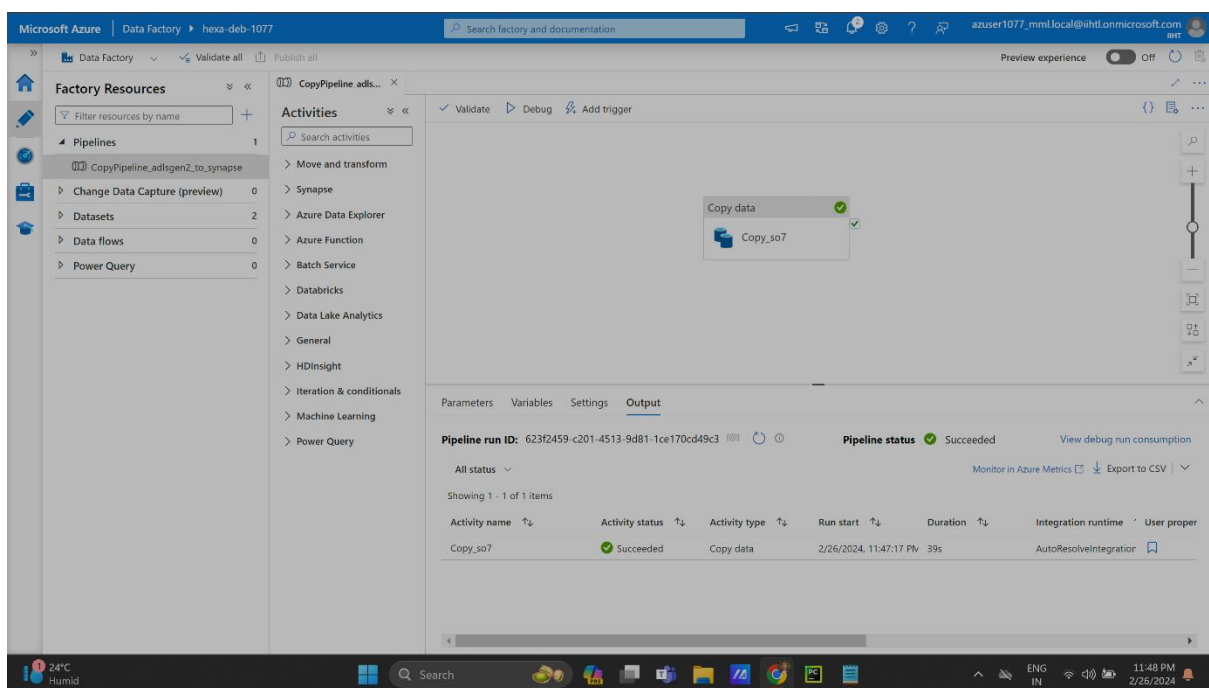 Microsoft Azure | Data Factory ▸ hexa-deb-1077
Search factory and documentation
2
azuser1077_mml.local@iihtl.onmicrosoft.com
IIHT
» Data Factory
Validate all
Publish all
Preview experience
Off
Factory Resources
Filter resources by name
Pipelines 1
CopyPipeline_adlsgen2_to_synapse
Change Data Capture (preview) 0
Datasets 2
Data flows 0
Power Query 0
CopyPipeline adls...
Activities
Search activities
Move and transform
Synapse
Azure Data Explorer
Azure Function
Batch Service
Databricks
Data Lake Analytics
General
HDInsight
Iteration & conditionals
Machine Learning
Power Query
Validate Debug Add trigger
Copy data
Copy_so7
Parameters Variables Settings Output
Pipeline run ID: 623f2459-c201-4513-9d81-1ce170cd49c3
Pipeline status Succeeded
View debug run consumption
All status
Monitor in Azure Metrics
Export to CSV
Showing 1 - 1 of 1 items
Activity name Activity status Activity type Run start Duration Integration runtime User proper
Copy_so7 Succeeded Copy data 2/26/2024, 11:47:17 PM 39s AutoResolveIntegration
1
24°C
Humid
Search
PRE
PC
ENG
IN
11:48 PM
2/26/2024